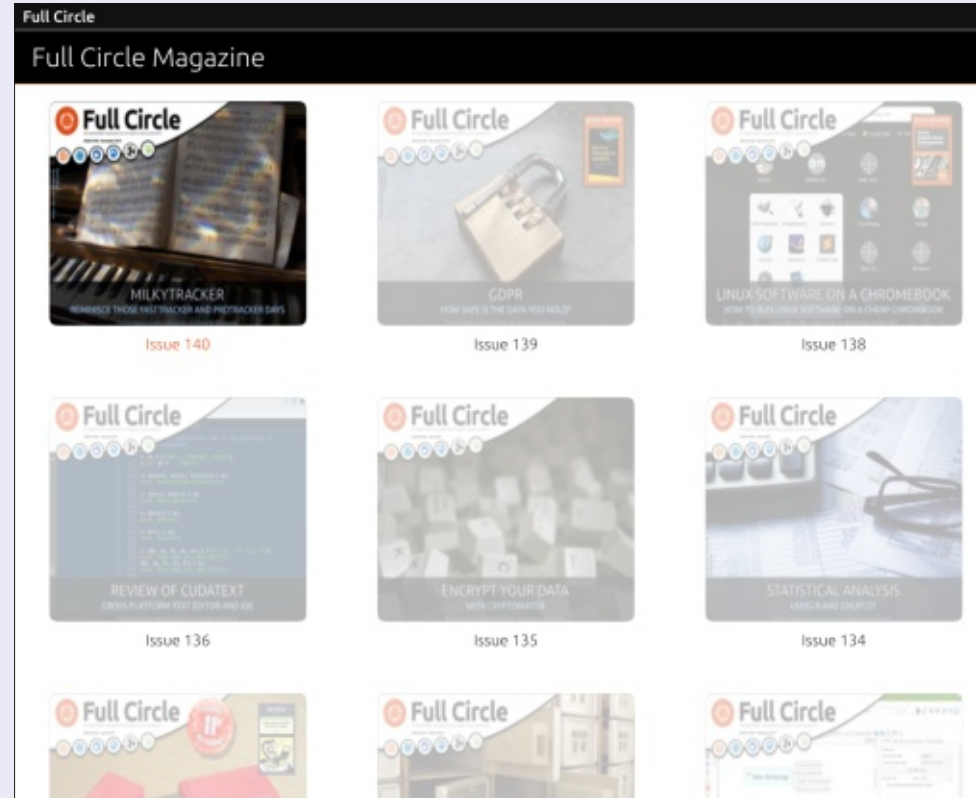 Full Circle
Full Circle Magazine
Full Circle
MILKYTRACKER
REMINISCE THOSE FASTTRACKER AND PROTRACKER DAYS
Issue 140
Full Circle
GDPR
HOW SAFE IS THE DATA YOU HOLD?
Issue 139
Full Circle
LINUX SOFTWARE ON A CHROMEBOOK
HOW TO RUN LINUX SOFTWARE ON A CHEAP CHROMEBOOK
Issue 138
Full Circle
REVIEW OF CUDATEXT
CROSS-PLATFORM TEXT EDITOR AND IDE
Issue 136
Full Circle
ENCRYPT YOUR DATA
WITH CRYPTOMATOR
Issue 135
Full Circle
STATISTICAL ANALYSIS
USING R AND GNUPLOT
Issue 134
Full Circle
Full Circle
Full Circle